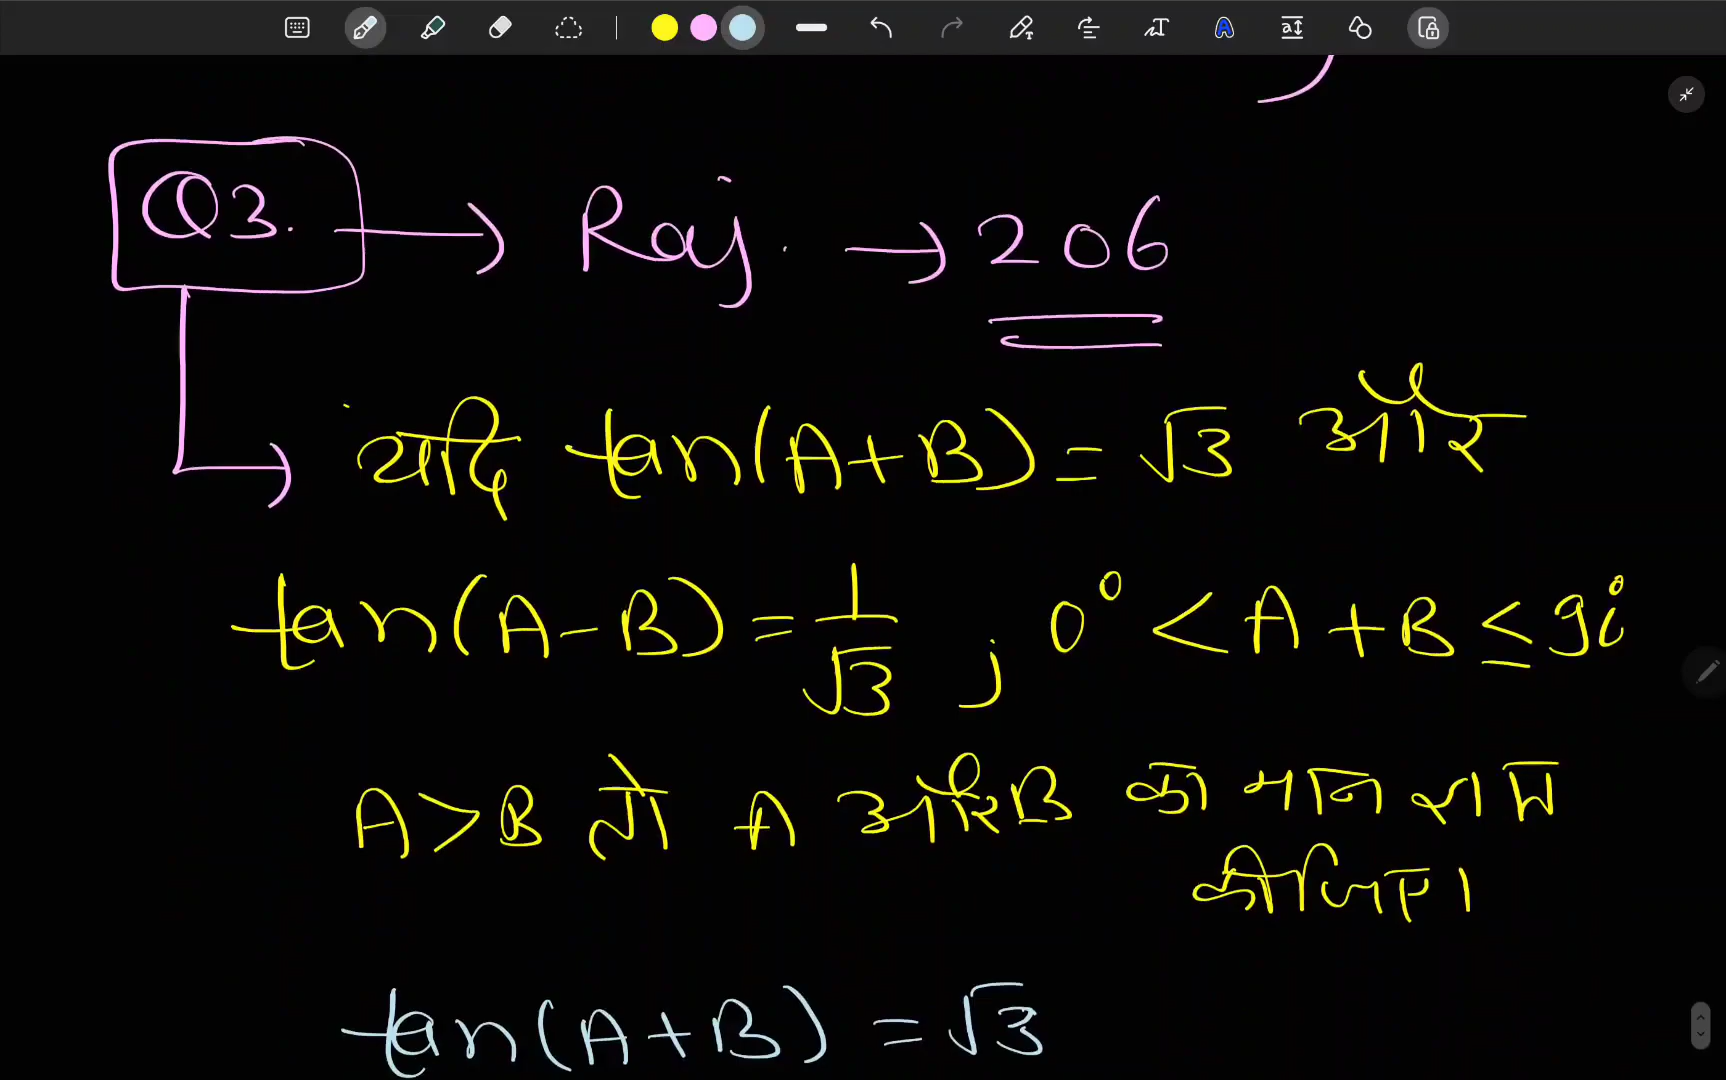 Q3. → Raj. → 206
यदि tan(A+B) = √3 और
tan(A-B) = 1/√3 ; 0° < A + B ≤ 90
A > B तो A और B का मान ज्ञात
कीजिए।
tan(A+B) = √3